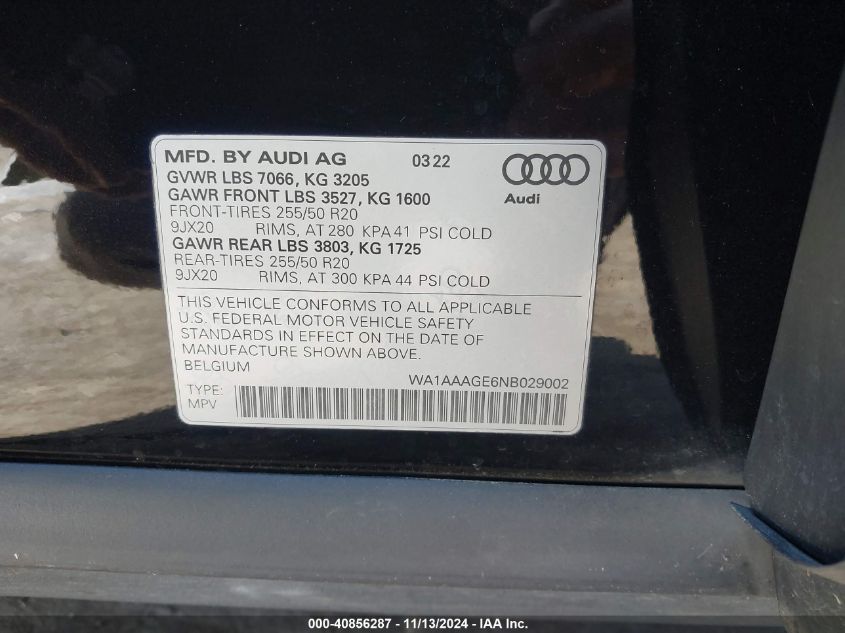 MFD. BY AUDI AG 03 22
GVWR LBS 7066, KG 3205
GAWR FRONT LBS 3527, KG 1600
FRONT-TIRES 255/50 R20
9JX20 RIMS, AT 280 KPA 41 PSI COLD
GAWR REAR LBS 3803, KG 1725
REAR-TIRES 255/50 R20
9JX20 RIMS, AT 300 KPA 44 PSI COLD
Audi
THIS VEHICLE CONFORMS TO ALL APPLICABLE
U.S. FEDERAL MOTOR VEHICLE SAFETY
STANDARDS IN EFFECT ON THE DATE OF
MANUFACTURE SHOWN ABOVE.
BELGIUM
WA1AAAGE6NB029002
TYPE:
MPV
000-40856287 - 11/13/2024 - IAA Inc.